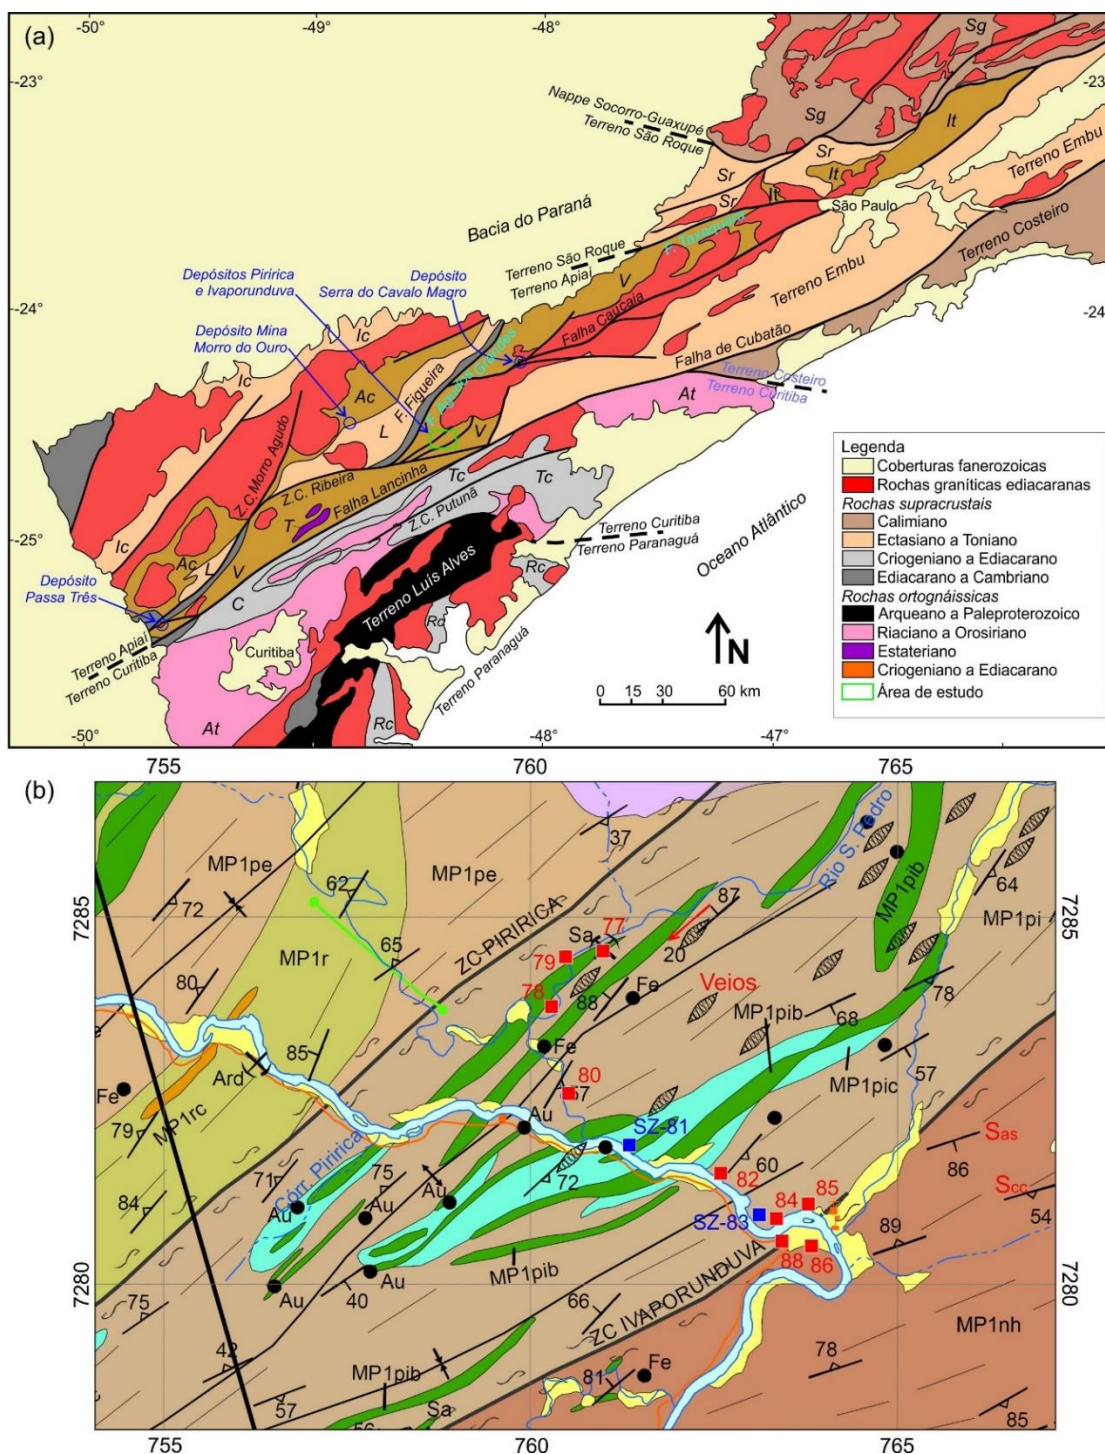 (a)
-50°
-49°
-48°
-23°
-23°
Sg
Nappe Socorro-Guaxupé
Terreno São Roque
Sg
It
Sr
Terreno Embu
Sr
It
Sr
It
São Paulo
Bacia do Paraná
Terreno Costeiro
Depósitos Piririca
e Ivaporunduva
Depósito
Serra do Cavalo Magro
Terreno São Roque
Terreno Apiaí
F. Taxaquara
V
Terreno Embu
-24°
-24°
Falha Caucaia
Depósito Mina
Morro do Ouro
Ic
Falha de Cubatão
Terreno Costeiro
Terreno Curitiba
Ic
Ac
F. Figueira
F. Agudos Grandes
At
L
V
Z.C. Morro Agudo
Z.C. Ribeira
Falha Lancinha
Tc
Tc
T
Z.C. Putunã
-25°
Ic
Terreno Curitiba
Terreno Paranaguá
Oceano Atlântico
Ac
L
V
Rc
Depósito
Passa Três
C
Terreno Luís Alves
Rc
Terreno Apiaí
Terreno Curitiba
Curitiba
Terreno Paranaguá
N
0 15 30 60 km
At
Rc
-50°
-48°
-47°
Legenda
Coberturas fanerozoicas
Rochas graníticas ediacaranas
Rochas supracrustais
Calimiano
Ectasiano a Toniano
Criogeniano a Ediacarano
Ediacarano a Cambriano
Rochas ortognáissicas
Arqueano a Paleproterozoico
Riaciano a Orosiriano
Estateriano
Criogeniano a Ediacarano
Área de estudo
(b)
755
760
765
37
Rio S. Pedro
MP1pe
MP1pe
MP1pib
64
72
62
87
7285
7285
ZC PIRIRICA
77
Sa
MP1pi
65
79
20
MP1r
78
78
80
88
Fe
Veios
MP1pib
68
85
Fe
Fe
Ard
80
57
MP1pic
57
79
MP1rc
Au
SZ-81
Sas
Córr. Piririca
71
75
72
60
86
82
84
Au
Au
Au
85
Scc
SZ-83
84
54
89
88
86
MP1pib
7280
7280
Au
40
Au
75
66
ZC IVAPORUNDUVA
MP1nh
42
MP1pib
Fe
78
81
57
Sa
56
85
755
760
765